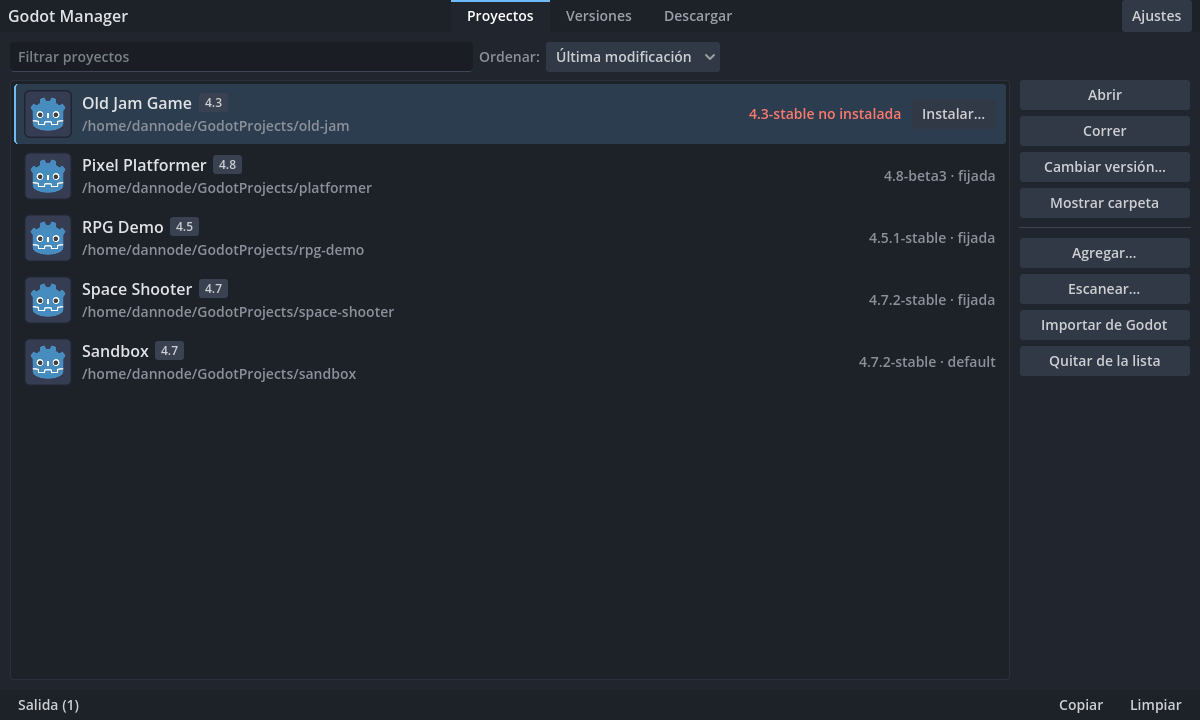 Godot Manager
Proyectos
Versiones
Descargar
Ajustes
Filtrar proyectos
Ordenar:
Última modificación
Old Jam Game 4.3
/home/dannode/GodotProjects/old-jam
4.3-stable no instalada
Instalar...
Pixel Platformer 4.8
/home/dannode/GodotProjects/platformer
4.8-beta3 · fijada
RPG Demo 4.5
/home/dannode/GodotProjects/rpg-demo
4.5.1-stable · fijada
Space Shooter 4.7
/home/dannode/GodotProjects/space-shooter
4.7.2-stable · fijada
Sandbox 4.7
/home/dannode/GodotProjects/sandbox
4.7.2-stable · default
Abrir
Correr
Cambiar versión...
Mostrar carpeta
Agregar...
Escanear...
Importar de Godot
Quitar de la lista
Salida (1)
Copiar
Limpiar